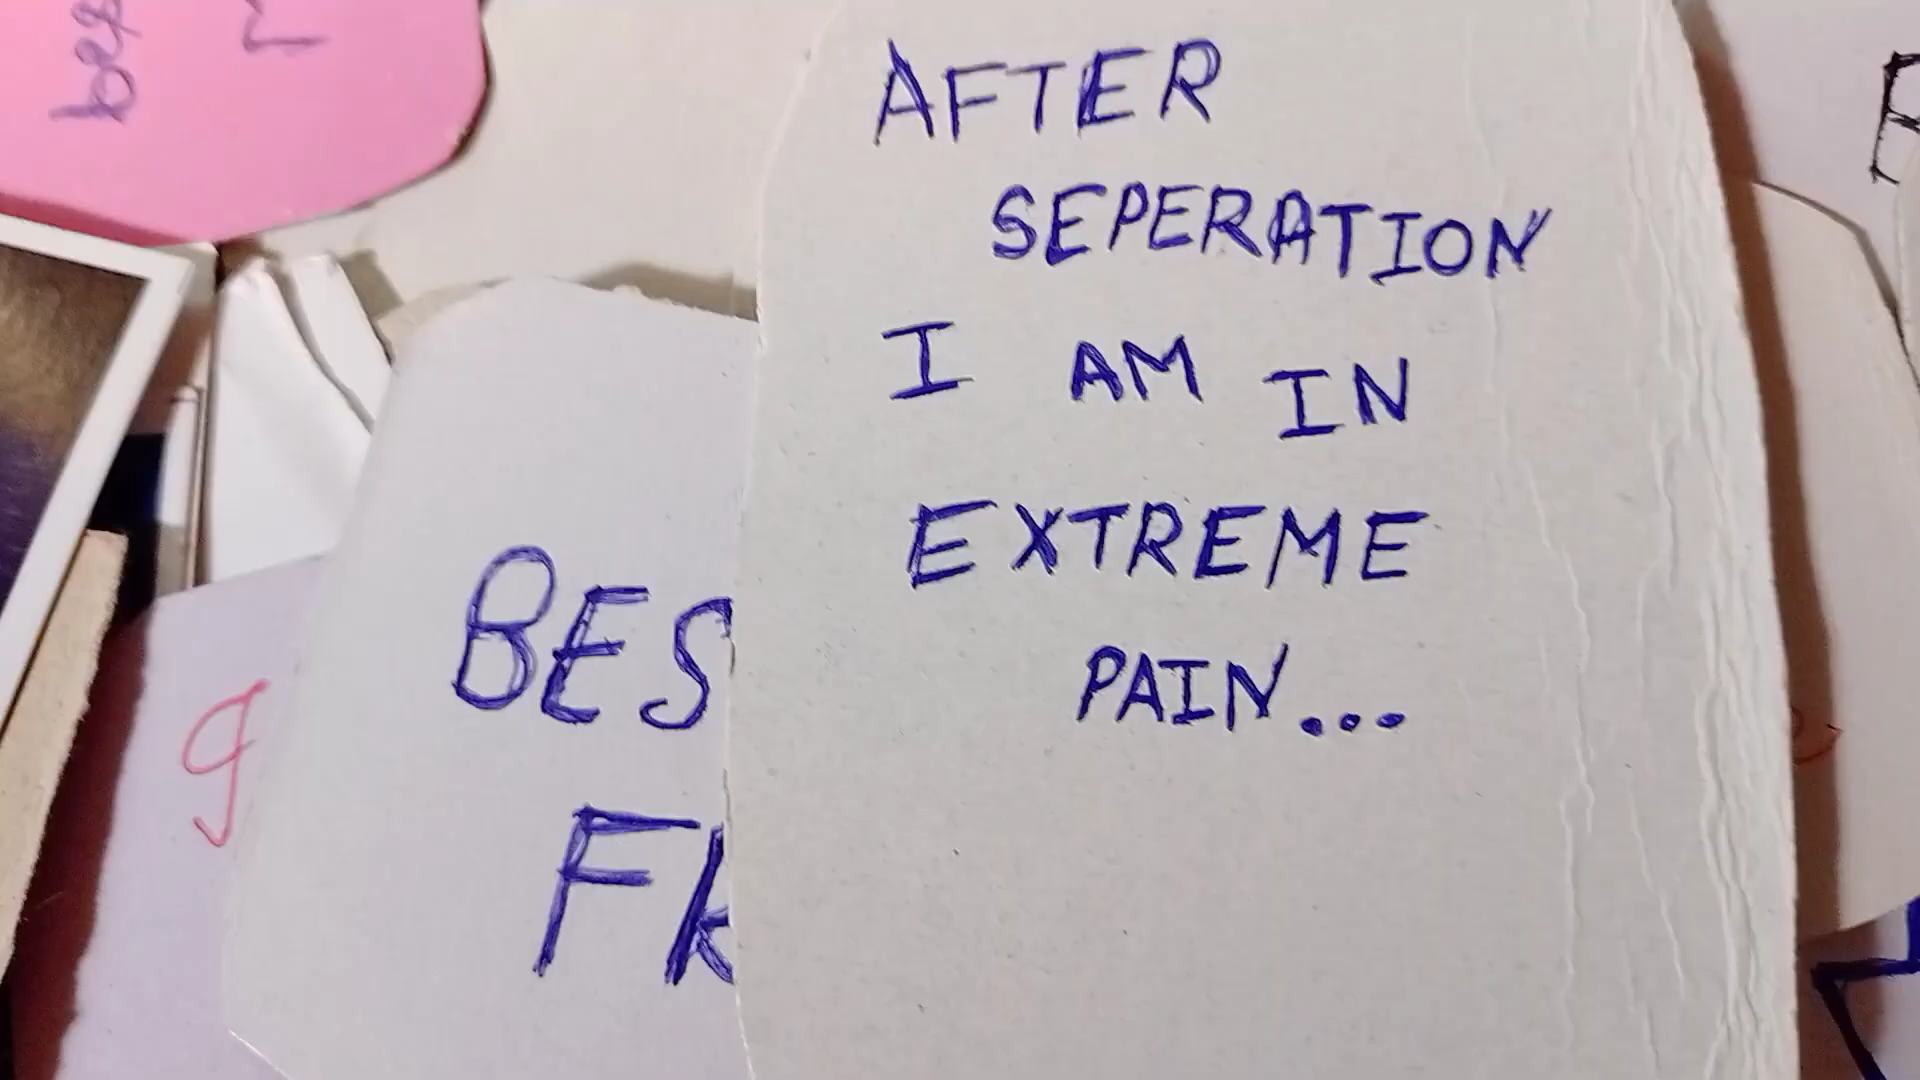 AFTER
SEPERATION
I AM IN
EXTREME
PAIN...
BES
FR
g